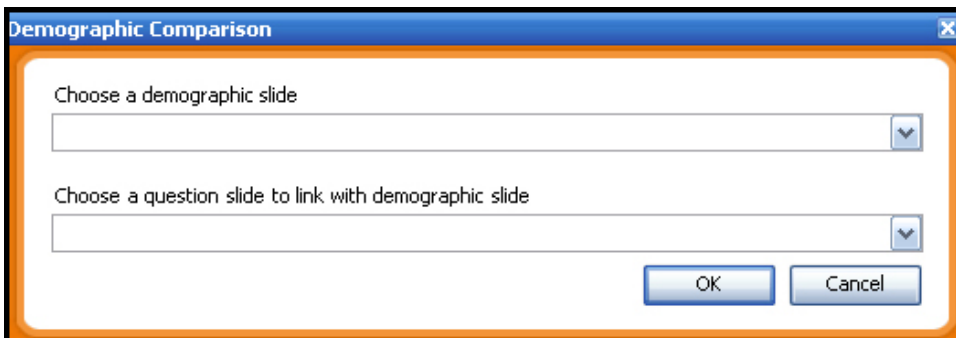 Demographic Comparison
Choose a demographic slide
Choose a question slide to link with demographic slide
OK Cancel